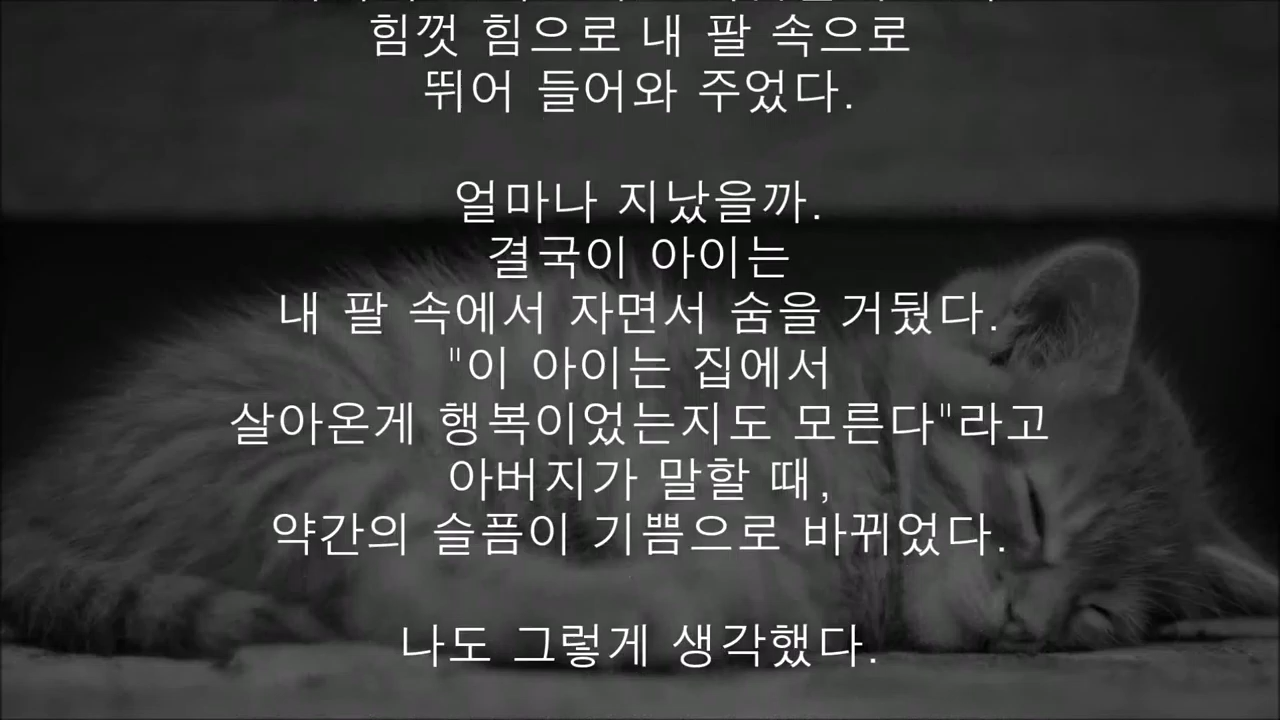 힘껏 힘으로 내 팔 속으로
뛰어 들어와 주었다.
얼마나 지났을까.
결국이 아이는
내 팔 속에서 자면서 숨을 거뒀다.
"이 아이는 집에서
살아온게 행복이었는지도 모른다"라고
아버지가 말할 때,
약간의 슬픔이 기쁨으로 바뀌었다.
나도 그렇게 생각했다.